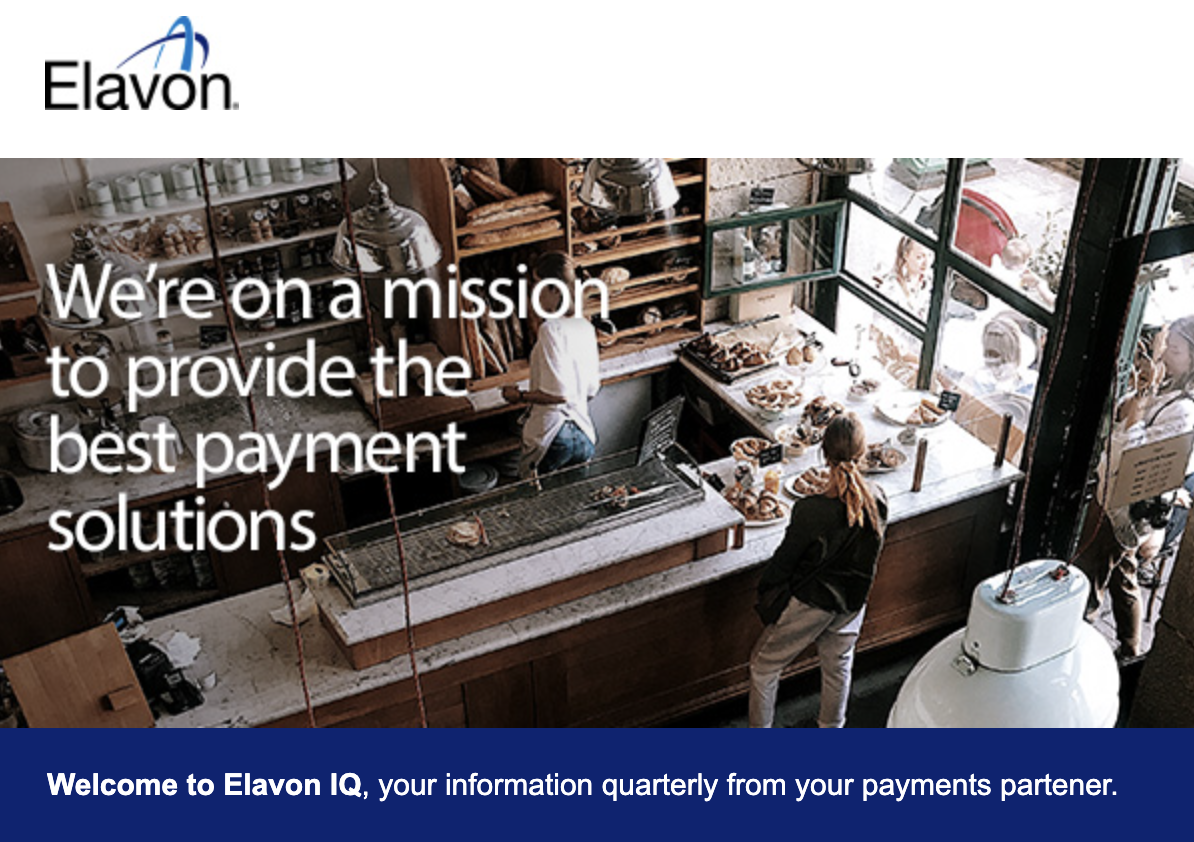 Elavon
We're on a mission
to provide the
best payment
solutions
Welcome to Elavon IQ, your information quarterly from your payments partener.